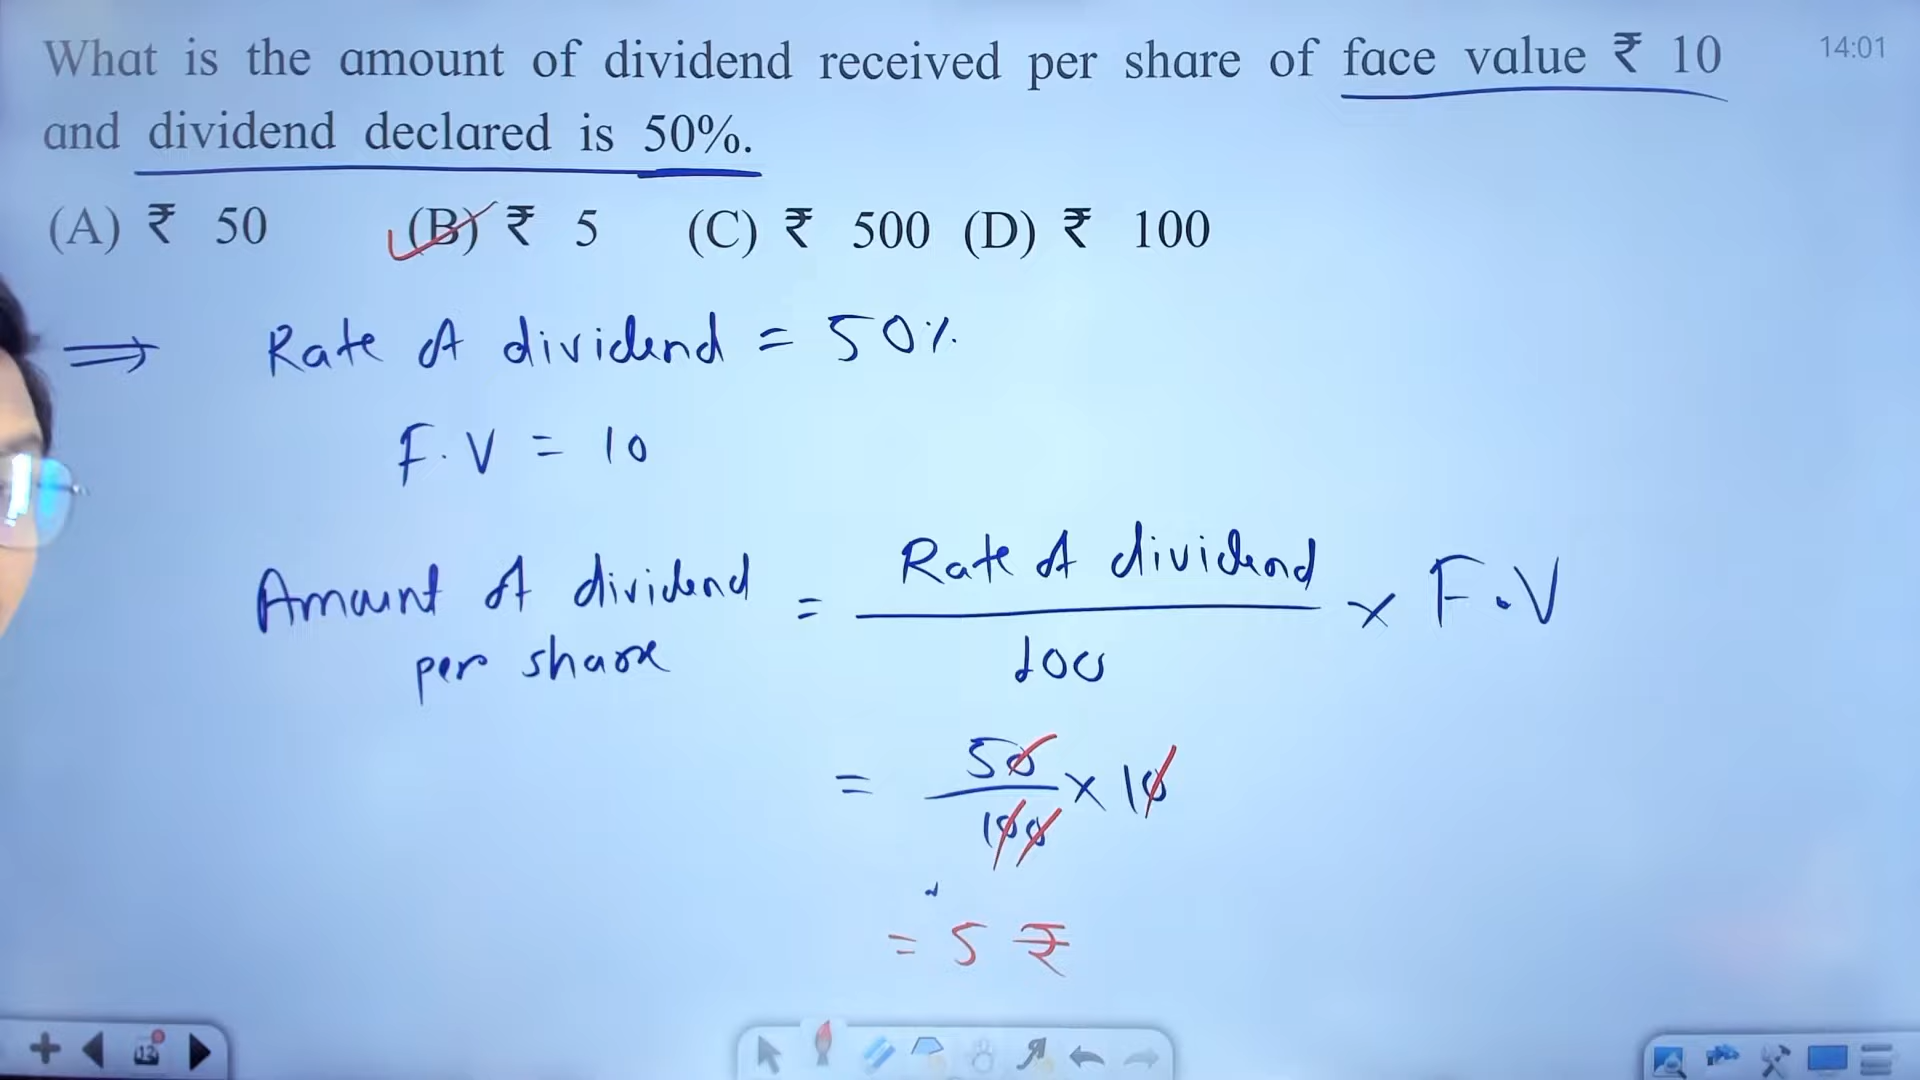 What is the amount of dividend received per share of face value ₹ 10
14:01
and dividend declared is 50%.
(A) ₹ 50 (B) ₹ 5 (C) ₹ 500 (D) ₹ 100
⇒ Rate of dividend = 50%
F.V = 10
Amount of dividend per share = Rate of dividend / 100 × F.V
= 50/100 × 10
= 5 ₹
12